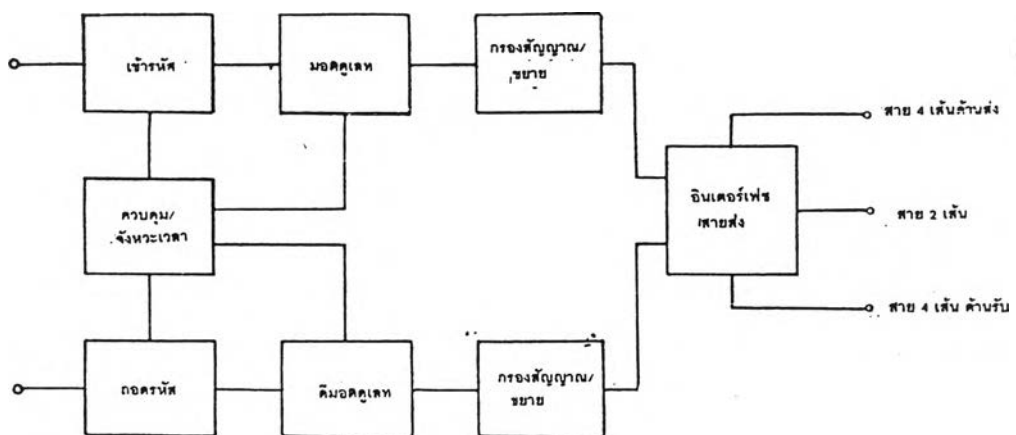 เข้ารหัส
มอดดูเลท
กรองสัญญาณ/
ขยาย
สาย 4 เส้นด้านส่ง
ควบคุม/
จังหวะเวลา
อินเตอร์เฟซ
สายส่ง
สาย 2 เส้น
สาย 4 เส้น ด้านรับ
ถอดรหัส
ดีมอดดูเลท
กรองสัญญาณ/
ขยาย